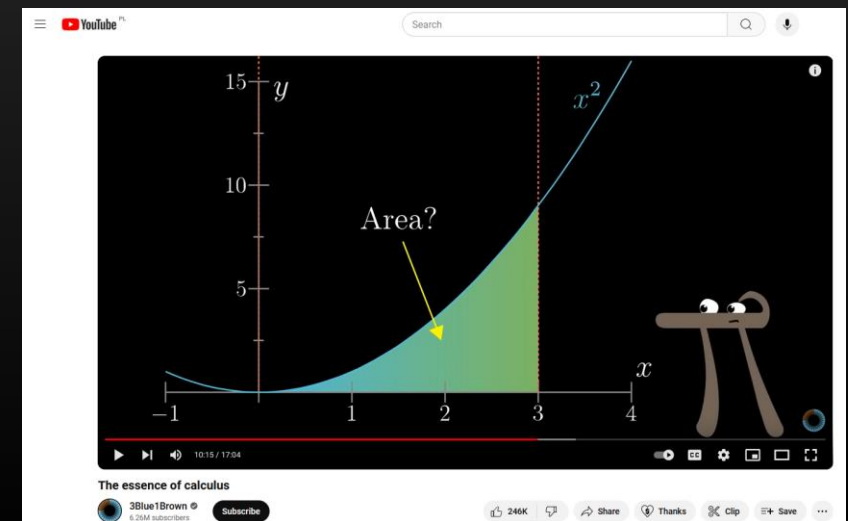 YouTube PL
Search
15
y
x²
10
Area?
5
x
−1 1 2 3 4
10:15 / 17:04
CC
The essence of calculus
3Blue1Brown
6.26M subscribers
Subscribe
246K
Share
Thanks
Clip
Save